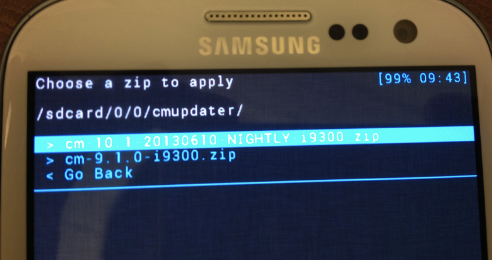 SAMSUNG
Choose a zip to apply [99% 09:43]
/sdcard/0/0/cmupdater/
> cm 10.1 20130610 NIGHTLY i9300 zip
> cm-9.1.0-i9300.zip
< Go Back